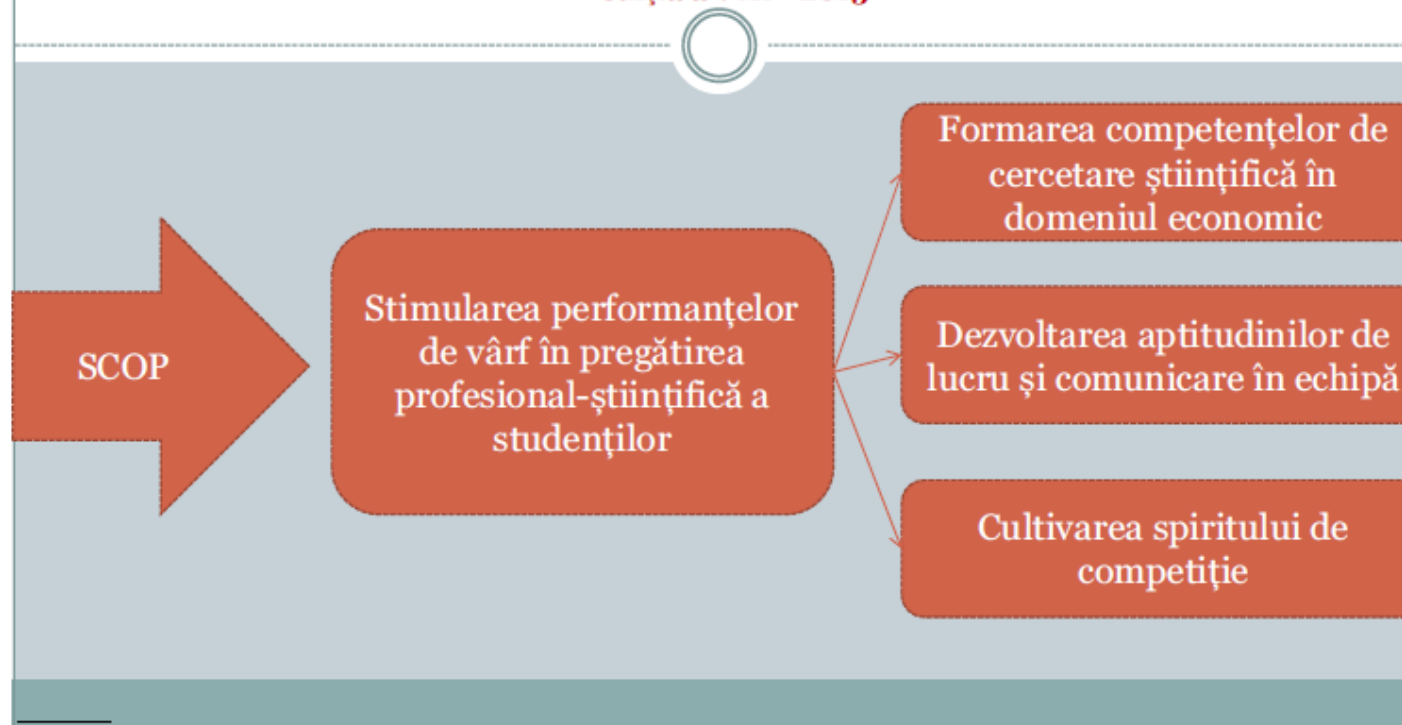 SCOP
Stimularea performanțelor
de vârf în pregătirea
profesional-științifică a
studenților
Formarea competențelor de
cercetare științifică în
domeniul economic
Dezvoltarea aptitudinilor de
lucru și comunicare în echipă
Cultivarea spiritului de
competiție